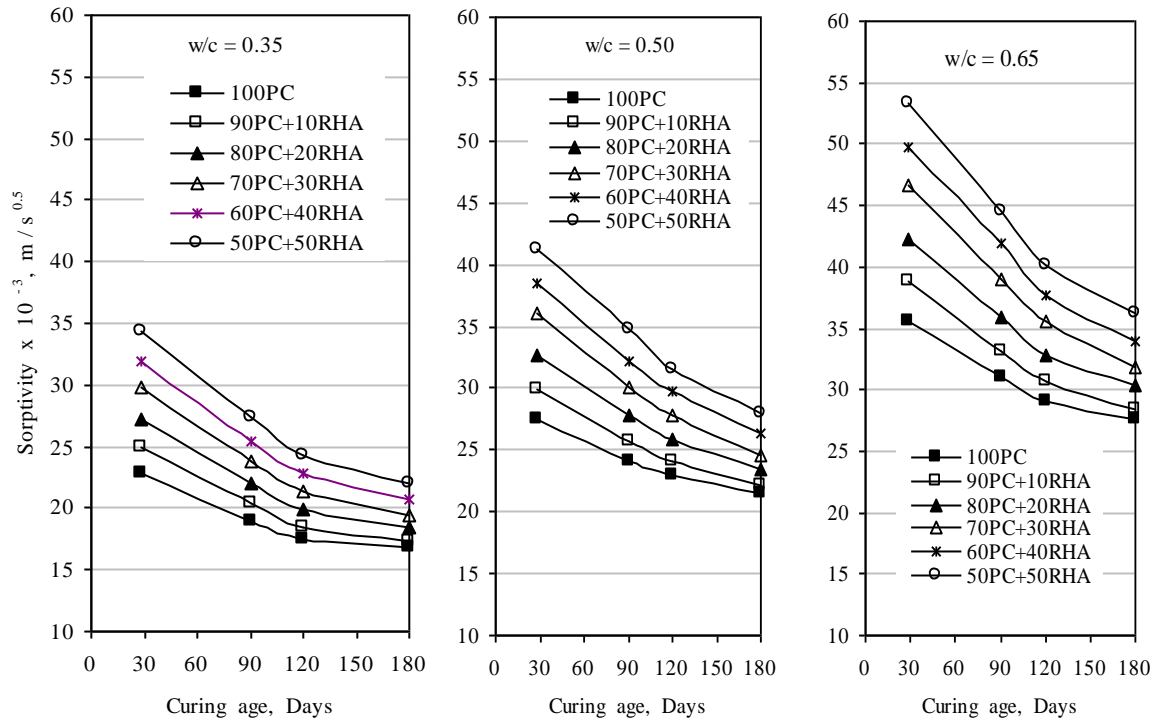 Sorptivity x 10 -3, m / s 0.5
60
55
50
45
40
35
30
25
20
15
10
w/c = 0.35
100PC
90PC+10RHA
80PC+20RHA
70PC+30RHA
60PC+40RHA
50PC+50RHA
0 30 60 90 120 150 180
Curing age, Days
60
55
50
45
40
35
30
25
20
15
10
w/c = 0.50
100PC
90PC+10RHA
80PC+20RHA
70PC+30RHA
60PC+40RHA
50PC+50RHA
0 30 60 90 120 150 180
Curing age, Days
60
55
50
45
40
35
30
25
20
15
10
w/c = 0.65
100PC
90PC+10RHA
80PC+20RHA
70PC+30RHA
60PC+40RHA
50PC+50RHA
0 30 60 90 120 150 180
Curing age, Days